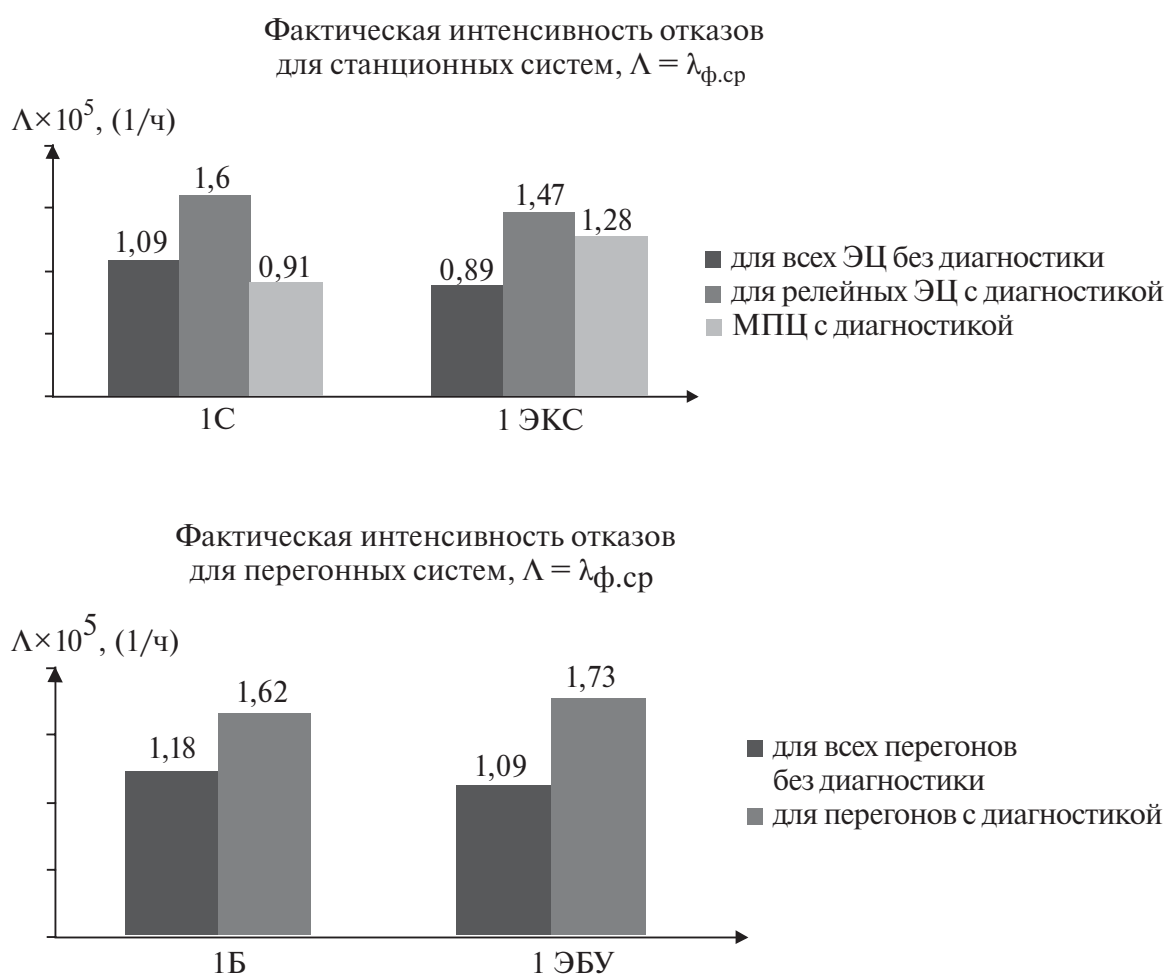 Фактическая интенсивность отказов
для станционных систем, Λ = λф.ср
Λ×10⁵, (1/ч)
1,09
1,6
0,91
0,89
1,47
1,28
1С
1 ЭКС
для всех ЭЦ без диагностики
для релейных ЭЦ с диагностикой
МПЦ с диагностикой
Фактическая интенсивность отказов
для перегонных систем, Λ = λф.ср
Λ×10⁵, (1/ч)
1,18
1,62
1,09
1,73
1Б
1 ЭБУ
для всех перегонов
без диагностики
для перегонов с диагностикой